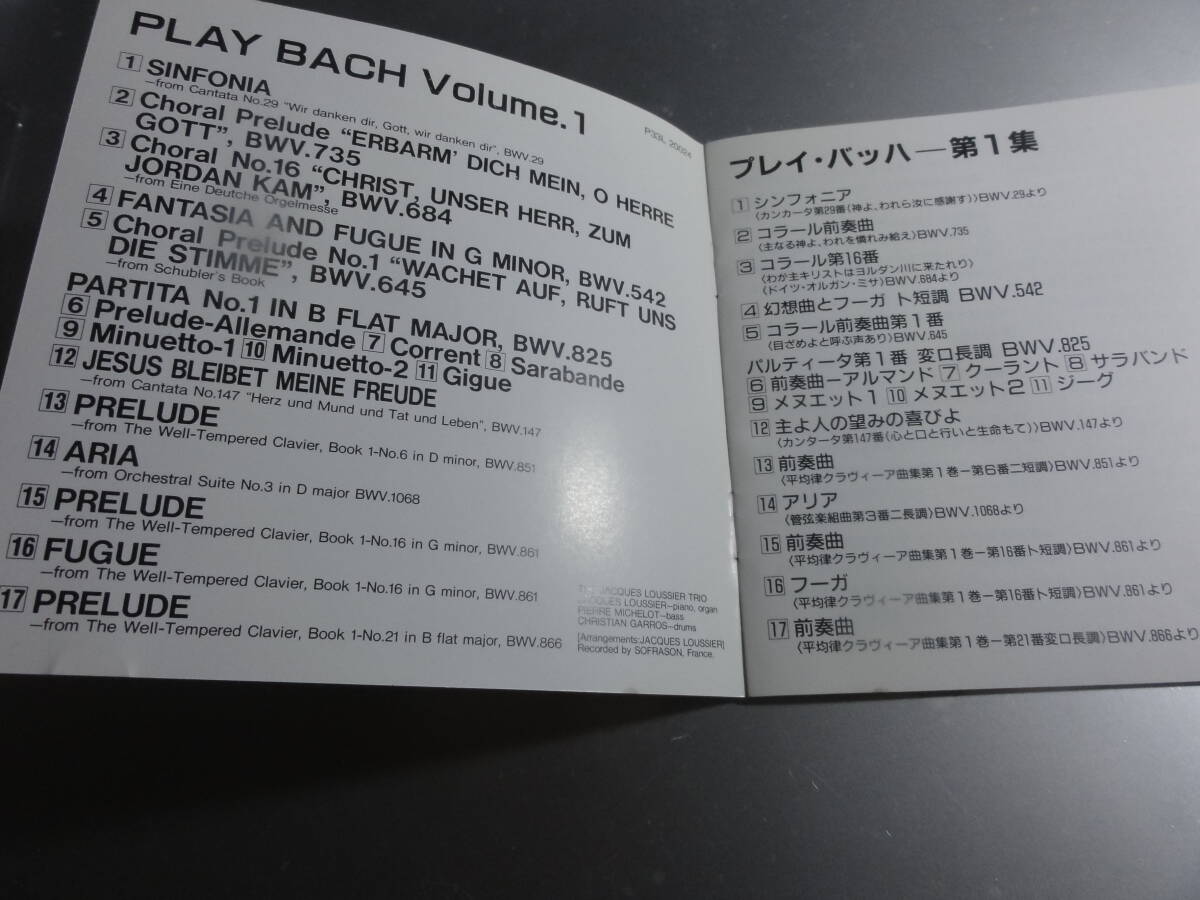 PLAY BACH Volume.1
P33L 20024
1 SINFONIA
—from Cantata No.29 "Wir danken dir, Gott, wir danken dir", BWV.29
2 Choral Prelude "ERBARM' DICH MEIN, O HERRE
GOTT", BWV.735
3 Choral No.16 "CHRIST, UNSER HERR, ZUM
JORDAN KAM", BWV.684
—from Eine Deutche Orgelmesse
4 FANTASIA AND FUGUE IN G MINOR, BWV.542
5 Choral Prelude No.1 "WACHET AUF, RUFT UNS
DIE STIMME", BWV.645
—from Schubler's Book
PARTITA No.1 IN B FLAT MAJOR, BWV.825
6 Prelude-Allemande 7 Corrent 8 Sarabande
9 Minuetto-1 10 Minuetto-2 11 Gigue
12 JESUS BLEIBET MEINE FREUDE
—from Cantata No.147 "Herz und Mund und Tat und Leben", BWV.147
13 PRELUDE
—from The Well-Tempered Clavier, Book 1-No.6 in D minor, BWV.851
14 ARIA
—from Orchestral Suite No.3 in D major BWV.1068
15 PRELUDE
—from The Well-Tempered Clavier, Book 1-No.16 in G minor, BWV.861
16 FUGUE
—from The Well-Tempered Clavier, Book 1-No.16 in G minor, BWV.861
17 PRELUDE
—from The Well-Tempered Clavier, Book 1-No.21 in B flat major, BWV.866
THE JACQUES LOUSSIER TRIO
JACQUES LOUSSIER—piano, organ
PIERRE MICHELOT—bass
CHRISTIAN GARROS—drums
[Arrangements:JACQUES LOUSSIER]
Recorded by SOFRASON, France.
プレイ・バッハ—第1集
1 シンフォニア
〈カンカータ第29番《神よ、われら汝に感謝す》〉BWV.29より
2 コラール前奏曲
〈主なる神よ、われを憐れみ給え〉BWV.735
3 コラール第16番
〈わが主キリストはヨルダン川に来たれり〉
〈ドイツ・オルガン・ミサ〉BWV.684より
4 幻想曲とフーガ ト短調 BWV.542
5 コラール前奏曲第1番
〈目ざめよと呼ぶ声あり〉BWV.645
パルティータ第1番 変ロ長調 BWV.825
6 前奏曲—アルマンド 7 クーラント 8 サラバンド
9 メヌエット1 10 メヌエット2 11 ジーグ
12 主よ人の望みの喜びよ
〈カンタータ第147番《心と口と行いと生命もて》〉BWV.147より
13 前奏曲
〈平均律クラヴィーア曲集第1巻—第6番ニ短調〉BWV.851より
14 アリア
〈管弦楽組曲第3番ニ長調〉BWV.1068より
15 前奏曲
〈平均律クラヴィーア曲集第1巻—第16番ト短調〉BWV.861より
16 フーガ
〈平均律クラヴィーア曲集第1巻—第16番ト短調〉BWV.861より
17 前奏曲
〈平均律クラヴィーア曲集第1巻—第21番変ロ長調〉BWV.866より